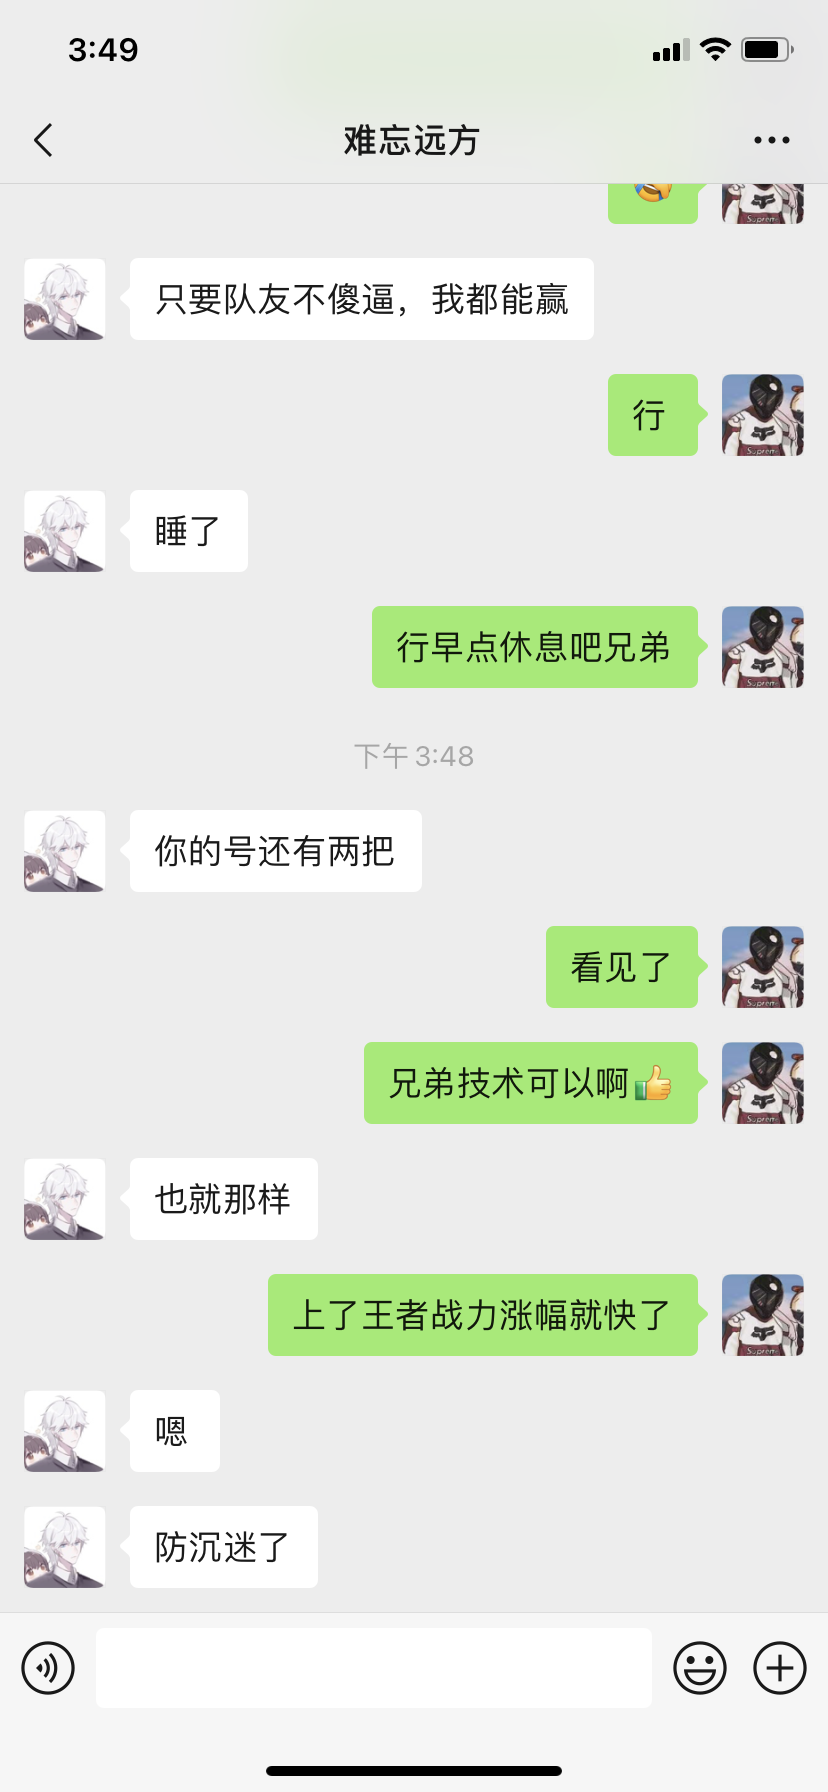 3:49
难忘远方
只要队友不傻逼，我都能赢
行
睡了
行早点休息吧兄弟
下午 3:48
你的号还有两把
看见了
兄弟技术可以啊👍
也就那样
上了王者战力涨幅就快了
嗯
防沉迷了